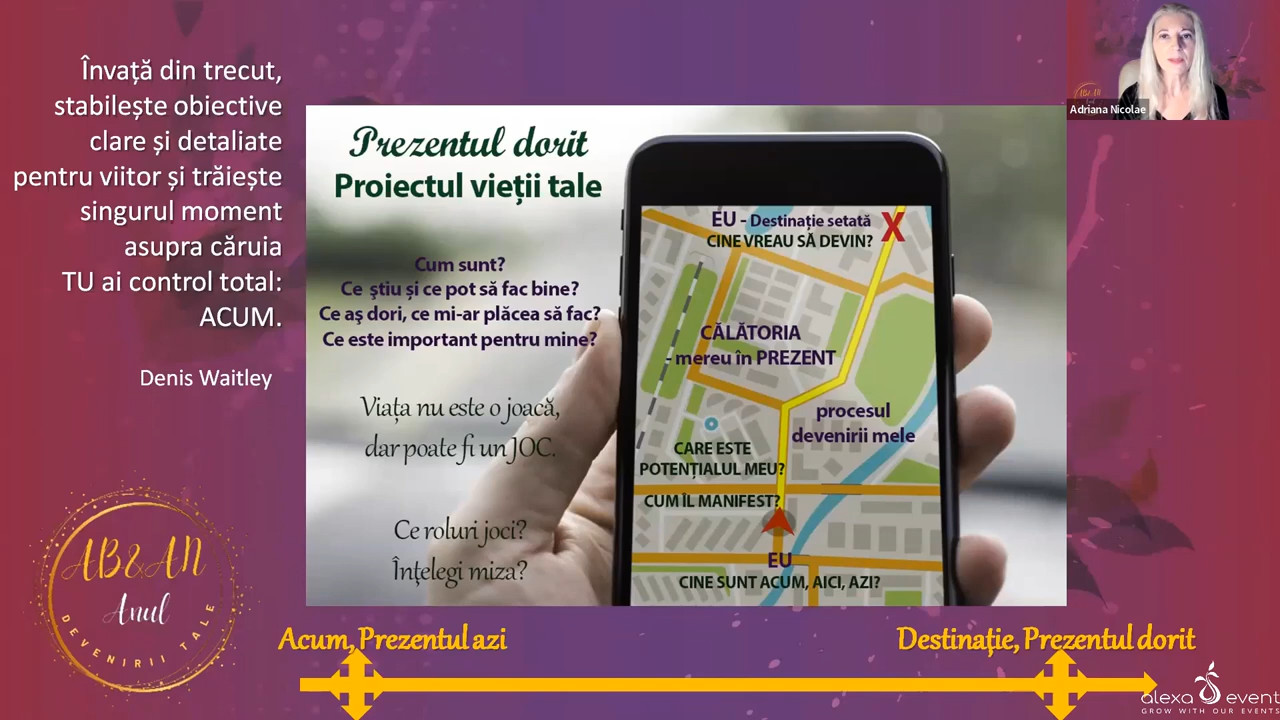 Învață din trecut,
stabilește obiective
clare și detaliate
pentru viitor și trăiește
singurul moment
asupra căruia
TU ai control total:
ACUM.
Denis Waitley
AB&AN
Anul
DEVENIRII TALE
Prezentul dorit
Proiectul vieții tale
Cum sunt?
Ce ştiu și ce pot să fac bine?
Ce aş dori, ce mi-ar plăcea să fac?
Ce este important pentru mine?
Viața nu este o joacă,
dar poate fi un JOC.
Ce roluri joci?
Înţelegi miza?
EU - Destinație setată
X
CINE VREAU SĂ DEVIN?
CĂLĂTORIA
- mereu în PREZENT
procesul
devenirii mele
CARE ESTE
POTENȚIALUL MEU?
CUM ÎL MANIFEST?
EU
CINE SUNT ACUM, AICI, AZI?
Adriana Nicolae
Acum, Prezentul azi
Destinație, Prezentul dorit
alexa event
GROW WITH OUR EVENTS